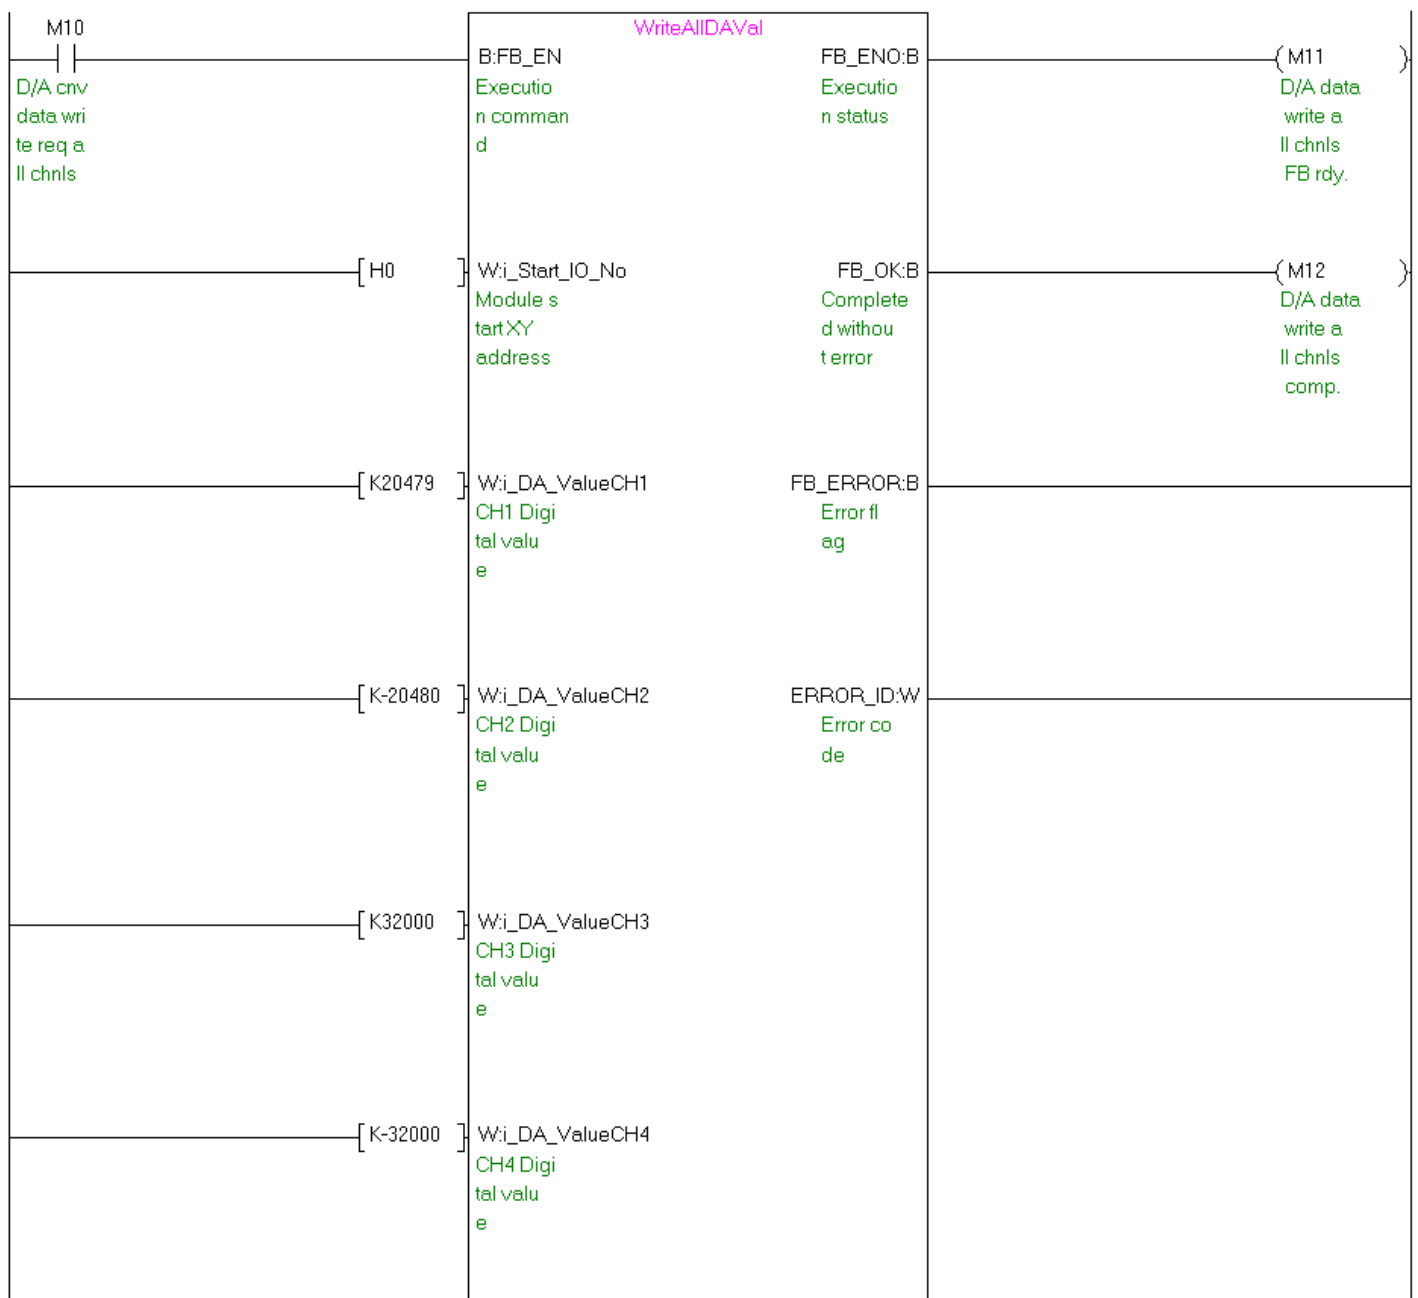 M10
WriteAllDAVal
B:FB_EN
FB_ENO:B
M11
D/A cnv
data wri
te req a
ll chnls
Executio
n comman
d
Executio
n status
D/A data
write a
ll chnls
FB rdy.
H0
W:i_Start_IO_No
FB_OK:B
M12
Module s
tart XY
address
Complete
d withou
t error
D/A data
write a
ll chnls
comp.
K20479
W:i_DA_ValueCH1
FB_ERROR:B
CH1 Digi
tal valu
e
Error fl
ag
K-20480
W:i_DA_ValueCH2
ERROR_ID:W
CH2 Digi
tal valu
e
Error co
de
K32000
W:i_DA_ValueCH3
CH3 Digi
tal valu
e
K-32000
W:i_DA_ValueCH4
CH4 Digi
tal valu
e